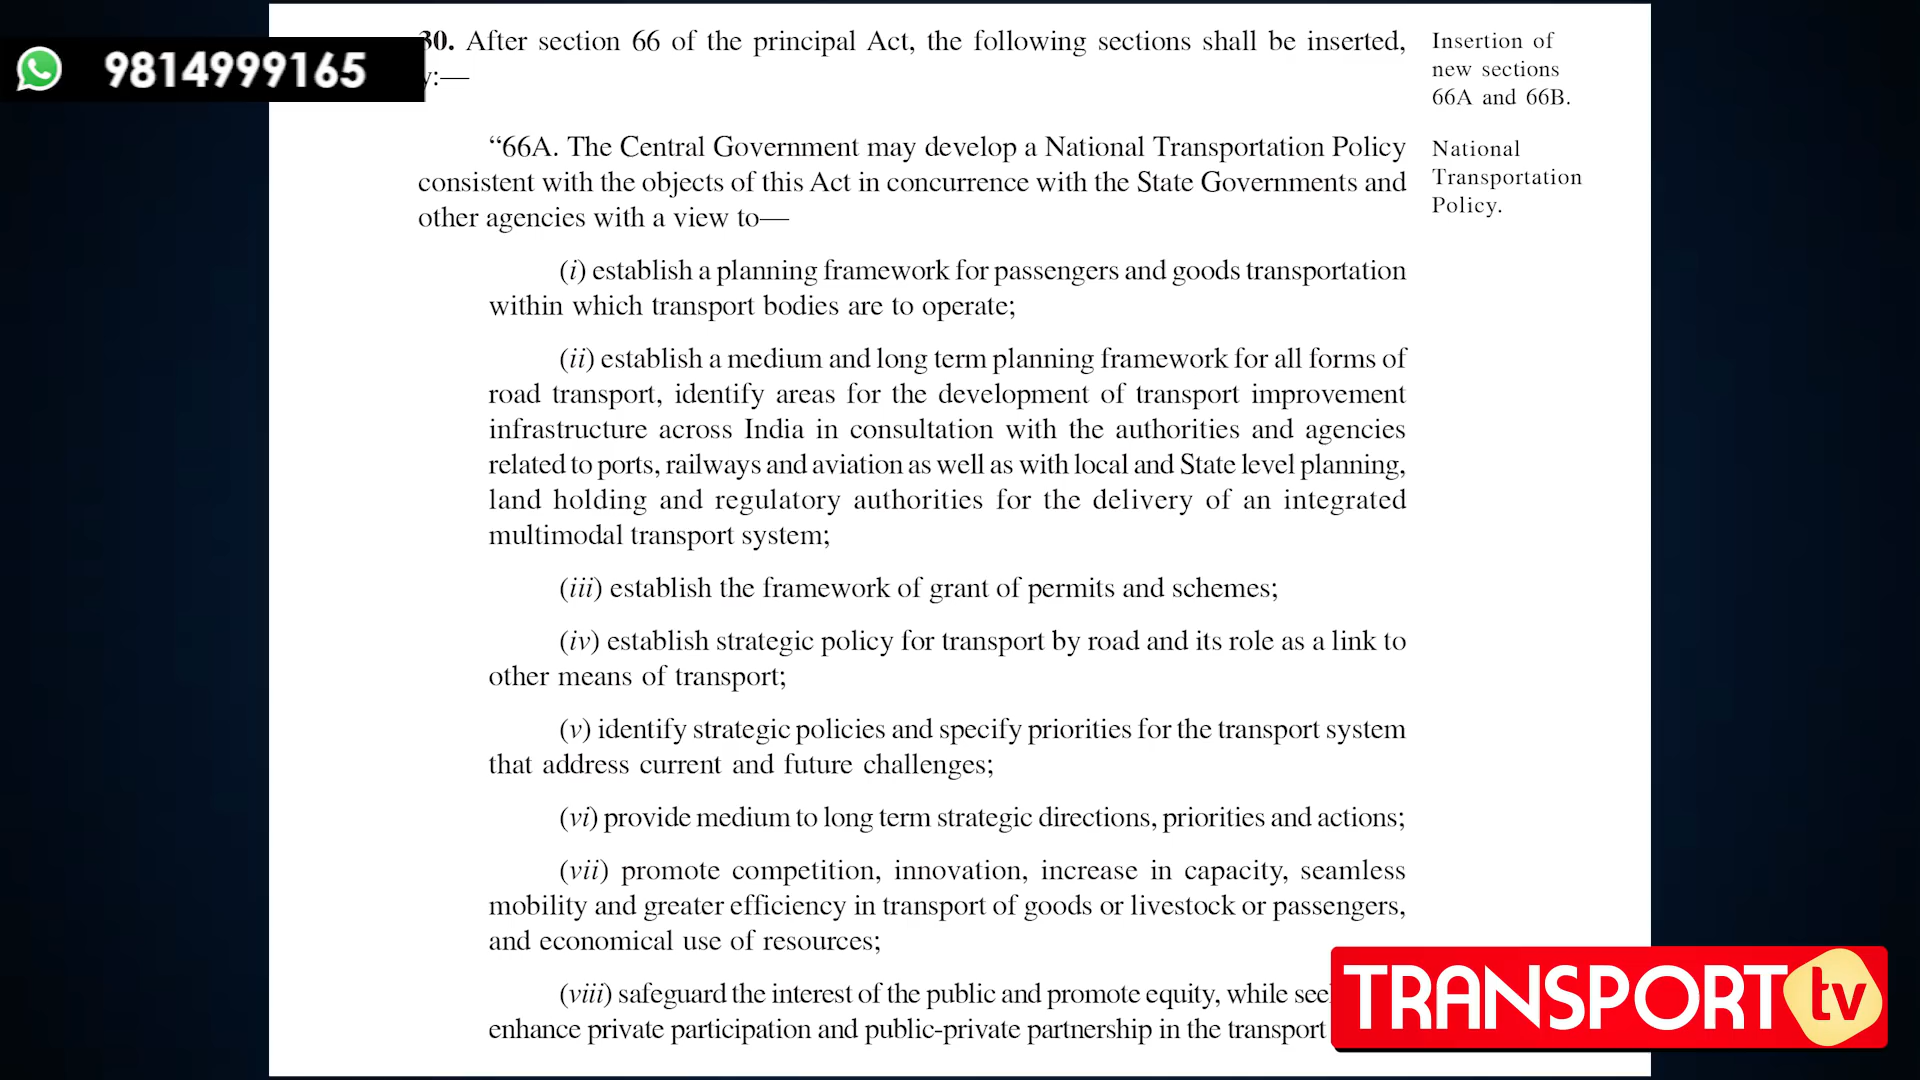 9814999165
30. After section 66 of the principal Act, the following sections shall be inserted,
y:—
Insertion of
new sections
66A and 66B.
“66A. The Central Government may develop a National Transportation Policy
consistent with the objects of this Act in concurrence with the State Governments and
other agencies with a view to—
National
Transportation
Policy.
(i) establish a planning framework for passengers and goods transportation
within which transport bodies are to operate;
(ii) establish a medium and long term planning framework for all forms of
road transport, identify areas for the development of transport improvement
infrastructure across India in consultation with the authorities and agencies
related to ports, railways and aviation as well as with local and State level planning,
land holding and regulatory authorities for the delivery of an integrated
multimodal transport system;
(iii) establish the framework of grant of permits and schemes;
(iv) establish strategic policy for transport by road and its role as a link to
other means of transport;
(v) identify strategic policies and specify priorities for the transport system
that address current and future challenges;
(vi) provide medium to long term strategic directions, priorities and actions;
(vii) promote competition, innovation, increase in capacity, seamless
mobility and greater efficiency in transport of goods or livestock or passengers,
and economical use of resources;
(viii) safeguard the interest of the public and promote equity, while
enhance private participation and public-private partnership in the transport
TRANSPORT tv